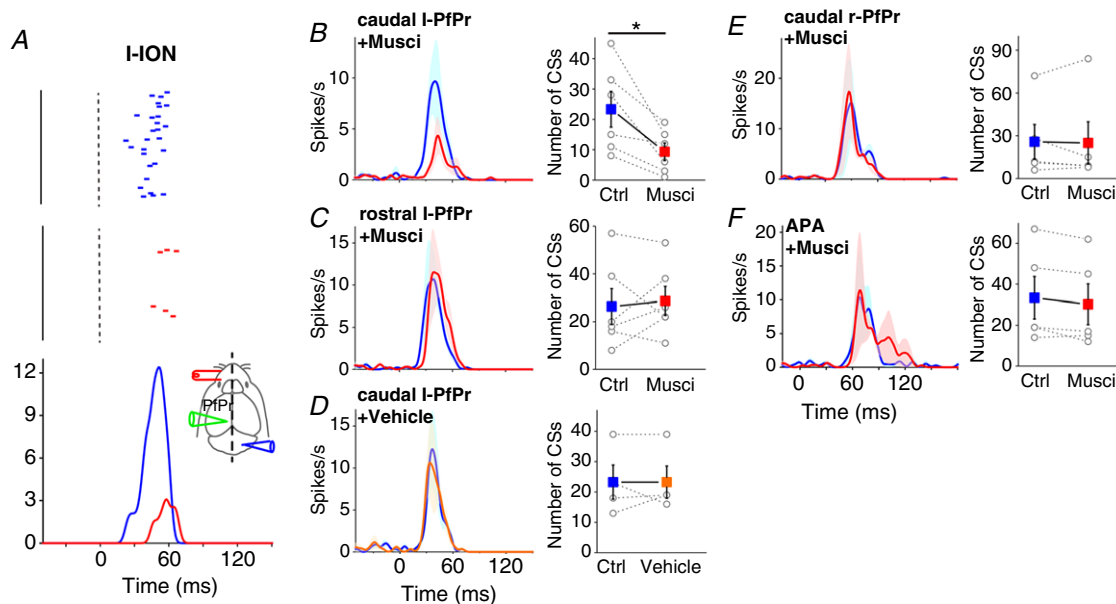 A
l-ION
12
9
6
3
0
PfPr
0 60 120
Time (ms)
B
caudal l-PfPr
+Musci
Spikes/s
10
5
0
*
Number of CSs
40
30
20
10
0
Ctrl Musci
C
rostral l-PfPr
+Musci
Spikes/s
15
10
5
0
Number of CSs
60
40
20
0
Ctrl Musci
D
caudal l-PfPr
+Vehicle
Spikes/s
15
10
5
0
0 60 120
Time (ms)
Number of CSs
40
30
20
10
0
Ctrl Vehicle
E
caudal r-PfPr
+Musci
Spikes/s
20
10
0
Number of CSs
90
60
30
0
Ctrl Musci
F
APA
+Musci
Spikes/s
20
15
10
5
0
0 60 120
Time (ms)
Number of CSs
60
40
20
0
Ctrl Musci